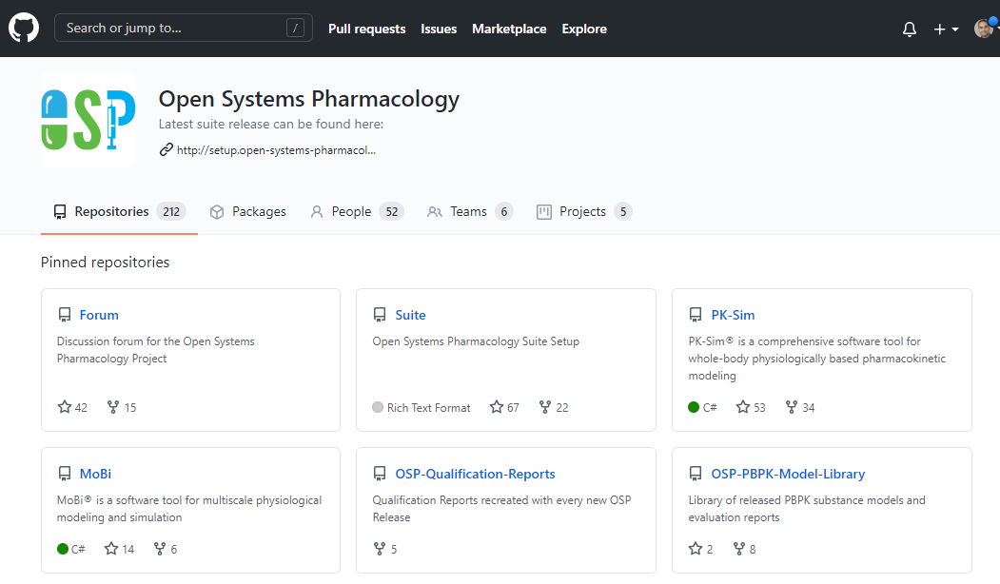 Search or jump to... /
Pull requests Issues Marketplace Explore
OSP
Open Systems Pharmacology
Latest suite release can be found here:
http://setup.open-systems-pharmacol...
Repositories 212 Packages People 52 Teams 6 Projects 5
Pinned repositories
Forum
Discussion forum for the Open Systems
Pharmacology Project
42 15
Suite
Open Systems Pharmacology Suite Setup
Rich Text Format 67 22
PK-Sim
PK-Sim® is a comprehensive software tool for
whole-body physiologically based pharmacokinetic
modeling
C# 53 34
MoBi
MoBi® is a software tool for multiscale physiological
modeling and simulation
C# 14 6
OSP-Qualification-Reports
Qualification Reports recreated with every new OSP
Release
5
OSP-PBPK-Model-Library
Library of released PBPK substance models and
evaluation reports
2 8